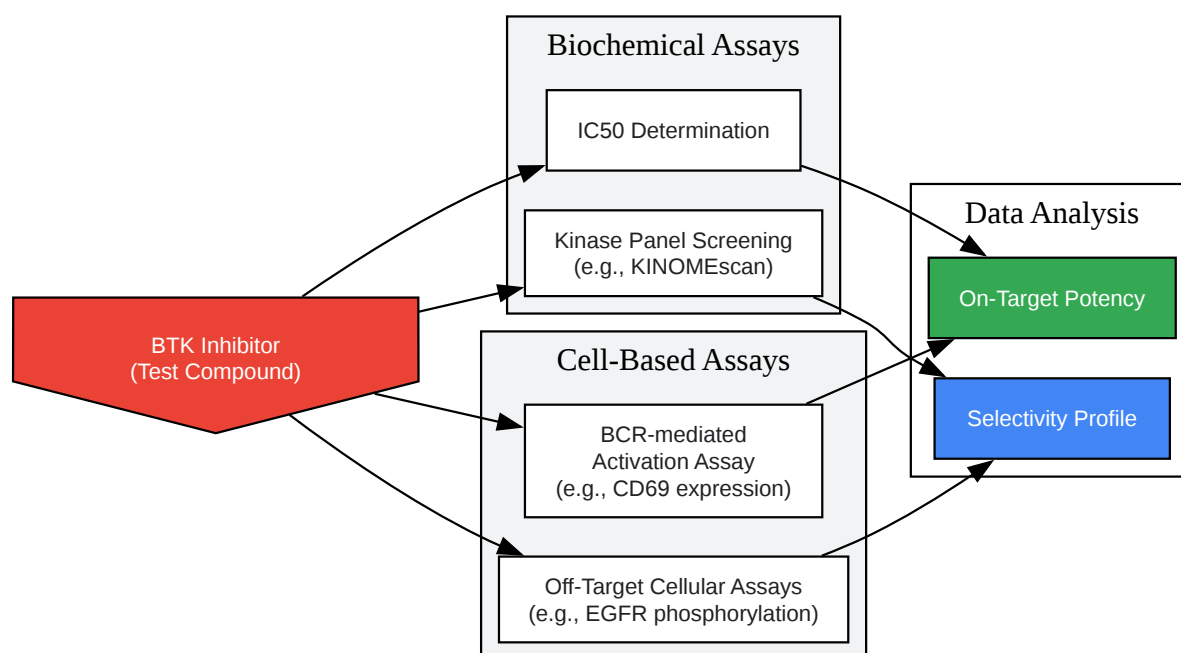 Biochemical Assays
IC50 Determination
Kinase Panel Screening
(e.g., KINOMEscan)
BTK Inhibitor
(Test Compound)
Cell-Based Assays
BCR-mediated
Activation Assay
(e.g., CD69 expression)
Off-Target Cellular Assays
(e.g., EGFR phosphorylation)
Data Analysis
On-Target Potency
Selectivity Profile